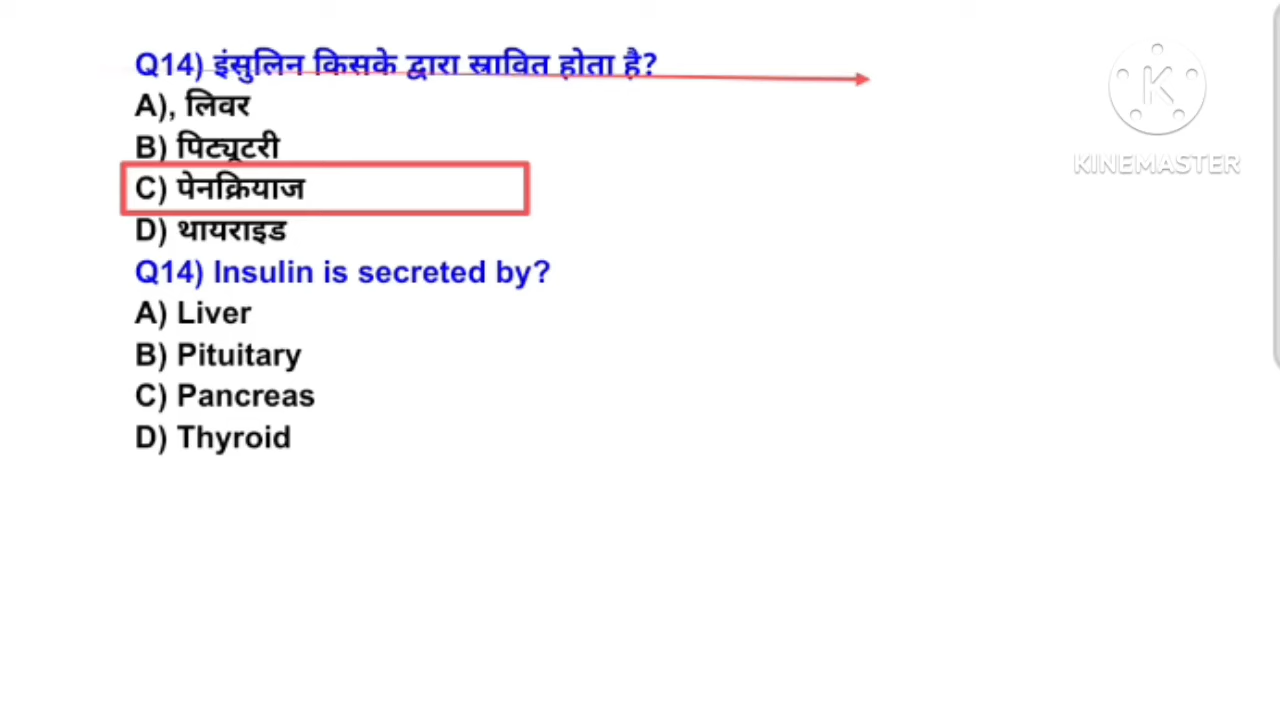 Q14) इंसुलिन किसके द्वारा स्रावित होता है?
A), लिवर
B) पिट्यूटरी
C) पेनक्रियाज
D) थायराइड
Q14) Insulin is secreted by?
A) Liver
B) Pituitary
C) Pancreas
D) Thyroid
K
KINEMASTER